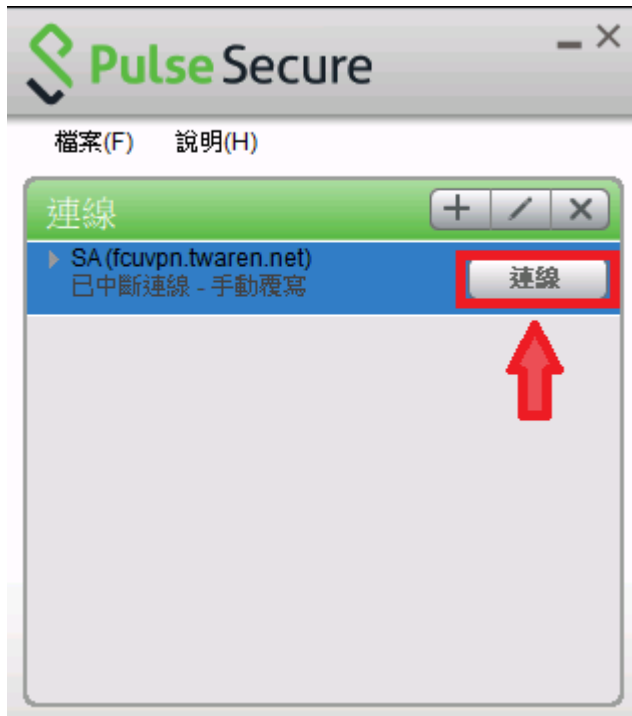 Pulse Secure
檔案(F) 說明(H)
連線
SA (fcuvpn.twaren.net)
已中斷連線 - 手動覆寫
連線